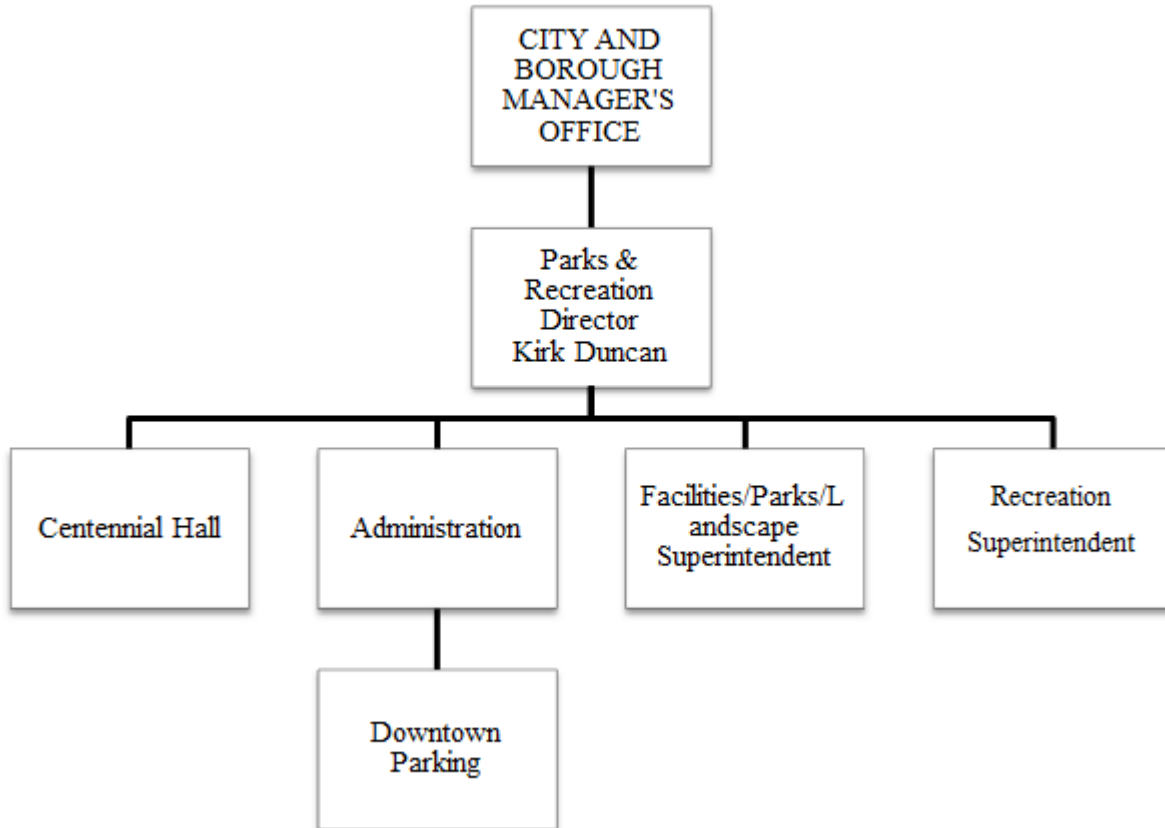 CITY AND
BOROUGH
MANAGER'S
OFFICE
Parks &
Recreation
Director
Kirk Duncan
Centennial Hall
Administration
Facilities/Parks/L
andscape
Superintendent
Recreation
Superintendent
Downtown
Parking